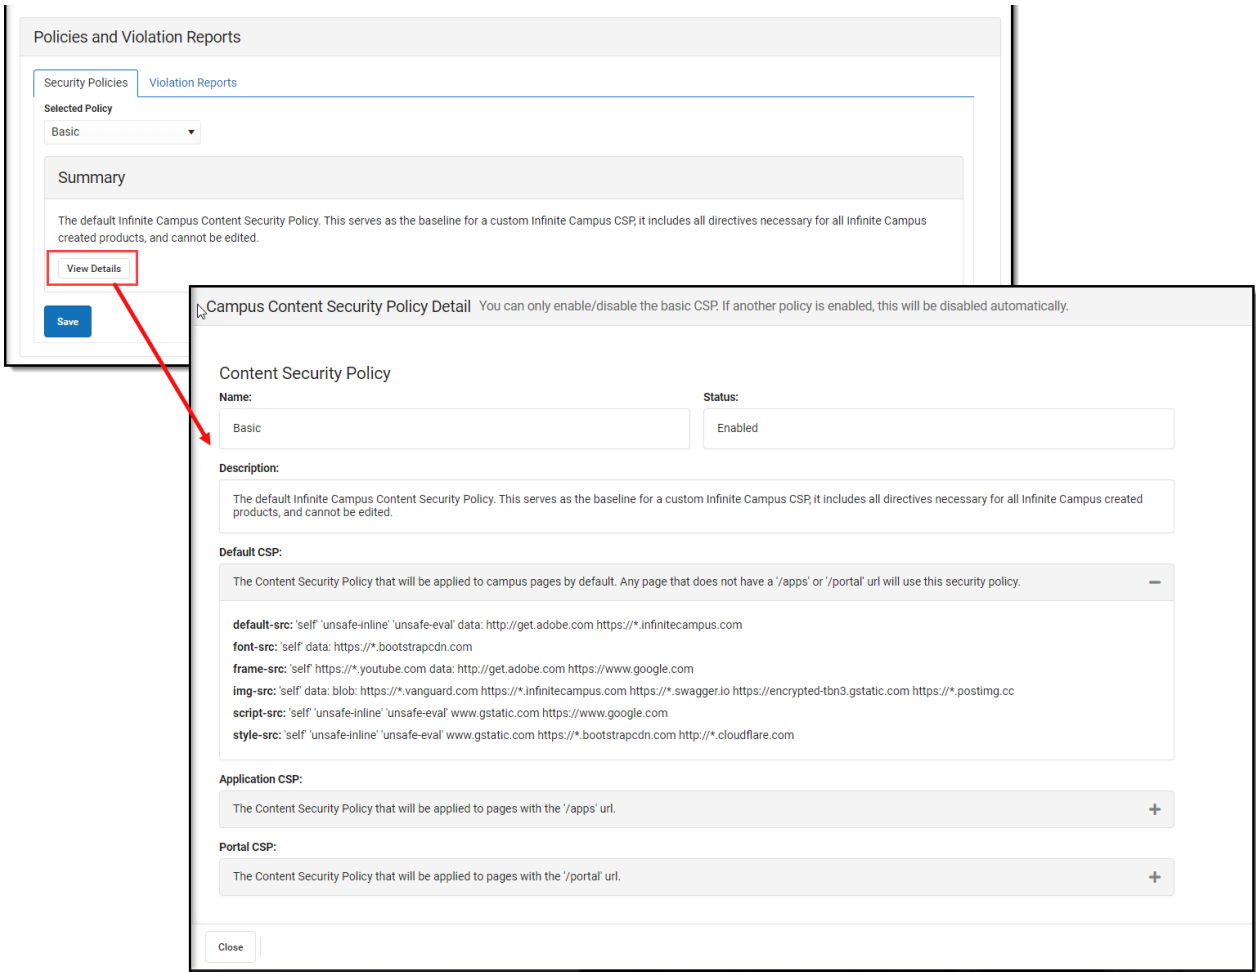 Policies and Violation Reports
Security Policies
Violation Reports
Selected Policy
Basic
Summary
The default Infinite Campus Content Security Policy. This serves as the baseline for a custom Infinite Campus CSP, it includes all directives necessary for all Infinite Campus
created products, and cannot be edited.
View Details
Save
Campus Content Security Policy Detail You can only enable/disable the basic CSP. If another policy is enabled, this will be disabled automatically.
Content Security Policy
Name:
Status:
Basic
Enabled
Description:
The default Infinite Campus Content Security Policy. This serves as the baseline for a custom Infinite Campus CSP, it includes all directives necessary for all Infinite Campus created
products, and cannot be edited.
Default CSP:
The Content Security Policy that will be applied to campus pages by default. Any page that does not have a '/apps' or '/portal' url will use this security policy.
default-src: 'self' 'unsafe-inline' 'unsafe-eval' data: http://get.adobe.com https://*.infinitecampus.com
font-src: 'self' data: https://*.bootstrapcdn.com
frame-src: 'self' https://*.youtube.com data: http://get.adobe.com https://www.google.com
img-src: 'self' data: blob: https://*.vanguard.com https://*.infinitecampus.com https://*.swagger.io https://encrypted-tbn3.gstatic.com https://*.postimg.cc
script-src: 'self' 'unsafe-inline' 'unsafe-eval' www.gstatic.com https://www.google.com
style-src: 'self' 'unsafe-inline' 'unsafe-eval' www.gstatic.com https://*.bootstrapcdn.com http://*.cloudflare.com
Application CSP:
The Content Security Policy that will be applied to pages with the '/apps' url.
Portal CSP:
The Content Security Policy that will be applied to pages with the '/portal' url.
Close